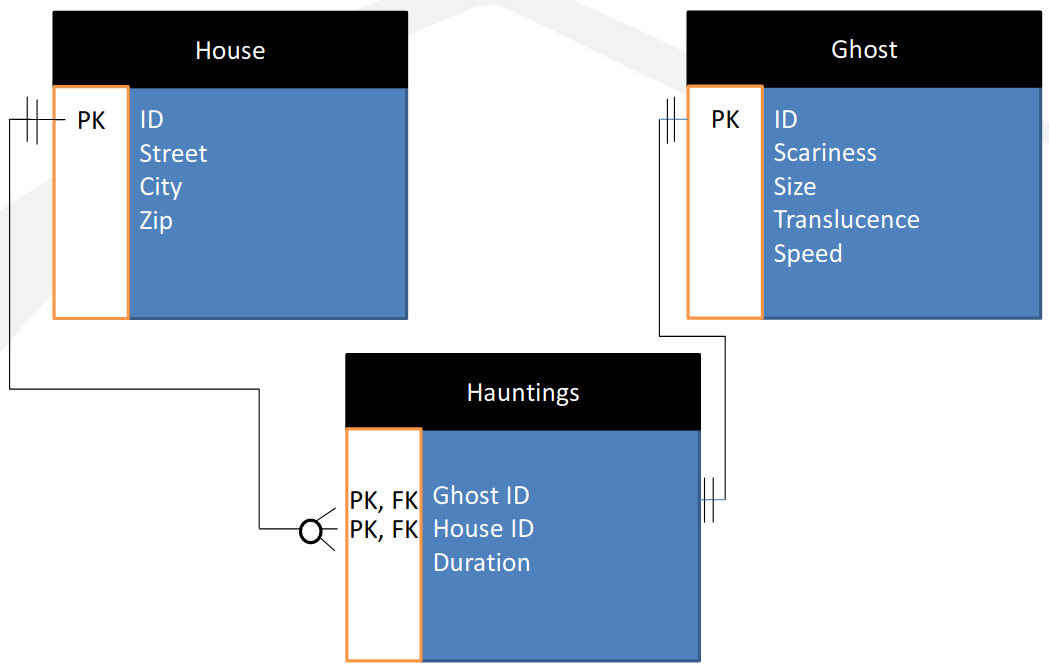 House
PK ID
Street
City
Zip
Ghost
PK ID
Scariness
Size
Translucence
Speed
Hauntings
PK, FK Ghost ID
PK, FK House ID
Duration